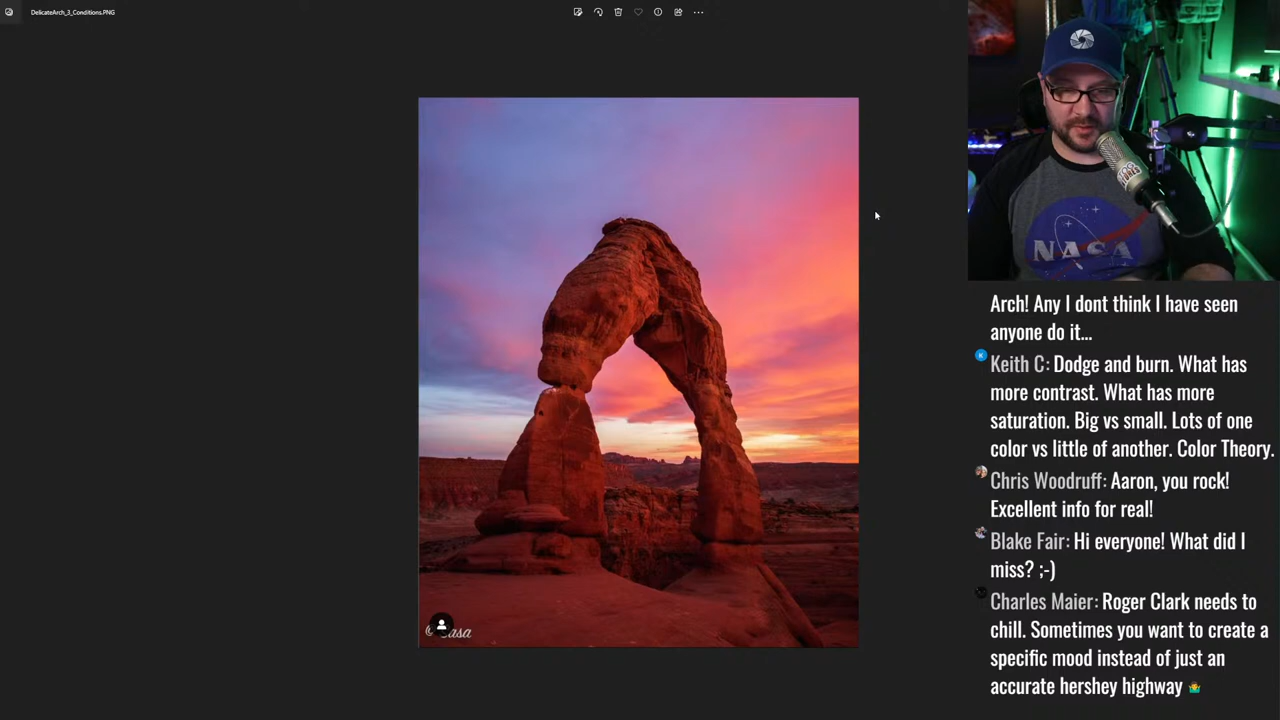 DelicateArch_3_Conditions.PNG
NASA
Arch! Any I dont think I have seen
anyone do it...
Keith C: Dodge and burn. What has
more contrast. What has more
saturation. Big vs small. Lots of one
color vs little of another. Color Theory.
Chris Woodruff: Aaron, you rock!
Excellent info for real!
Blake Fair: Hi everyone! What did I
miss? ;-)
Charles Maier: Roger Clark needs to
chill. Sometimes you want to create a
specific mood instead of just an
accurate hershey highway 🤷‍♂️